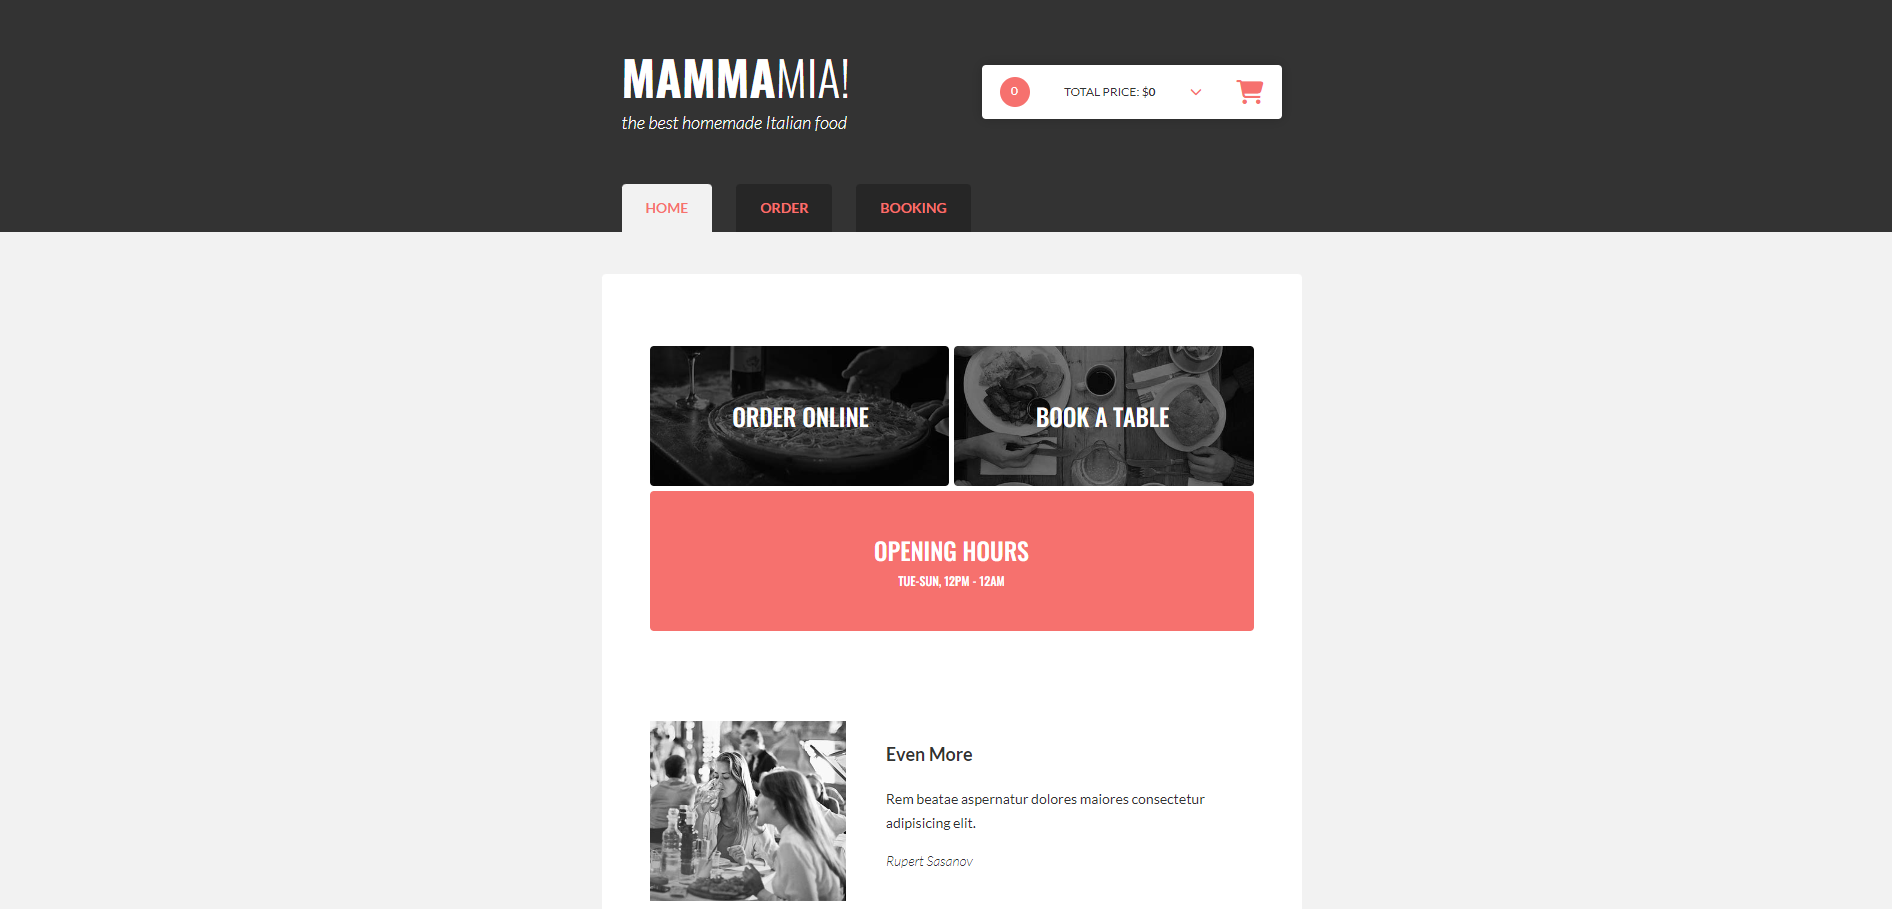 MAMMAMIA!
the best homemade Italian food
0
TOTAL PRICE: $0
HOME
ORDER
BOOKING
ORDER ONLINE
BOOK A TABLE
OPENING HOURS
TUE-SUN, 12PM - 12AM
Even More
Rem beatae aspernatur dolores maiores consectetur
adipisicing elit.
Rupert Sasanov